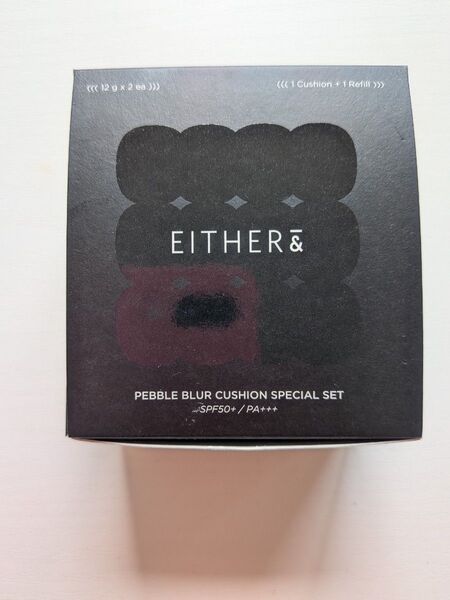 ((( 12 g x 2 ea )))
((( 1 Cushion + 1 Refill )))
EITHER &
PEBBLE BLUR CUSHION SPECIAL SET
SPF50+ / PA+++